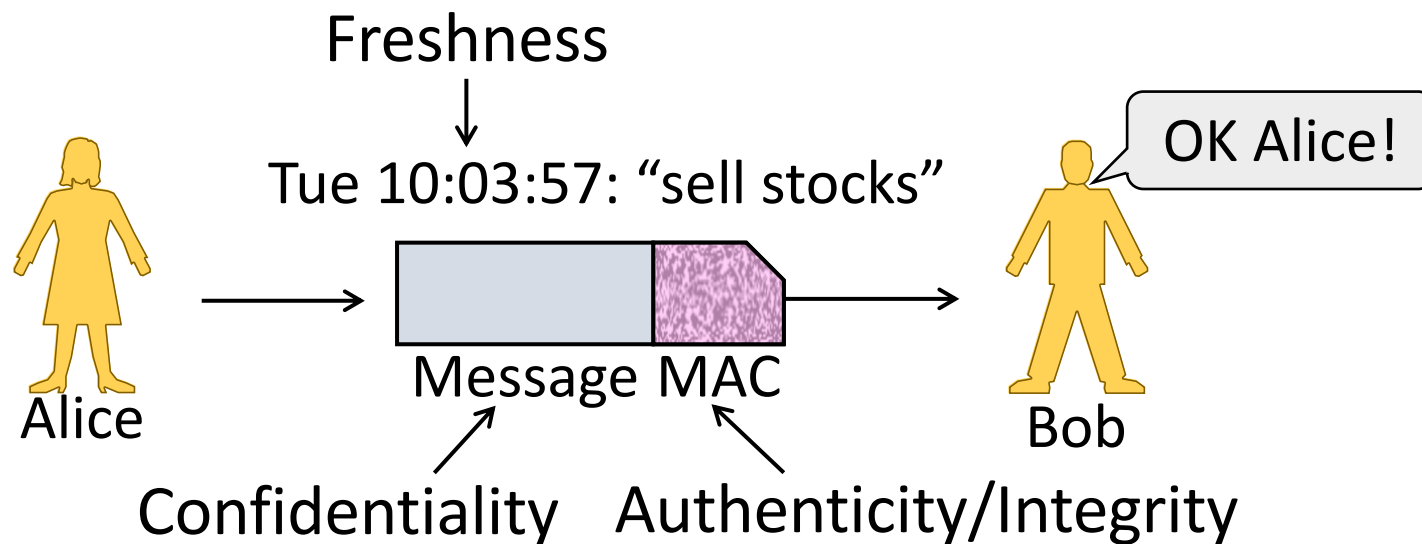 Freshness
OK Alice!
Tue 10:03:57: “sell stocks”
Message MAC
Alice
Bob
Confidentiality
Authenticity/Integrity